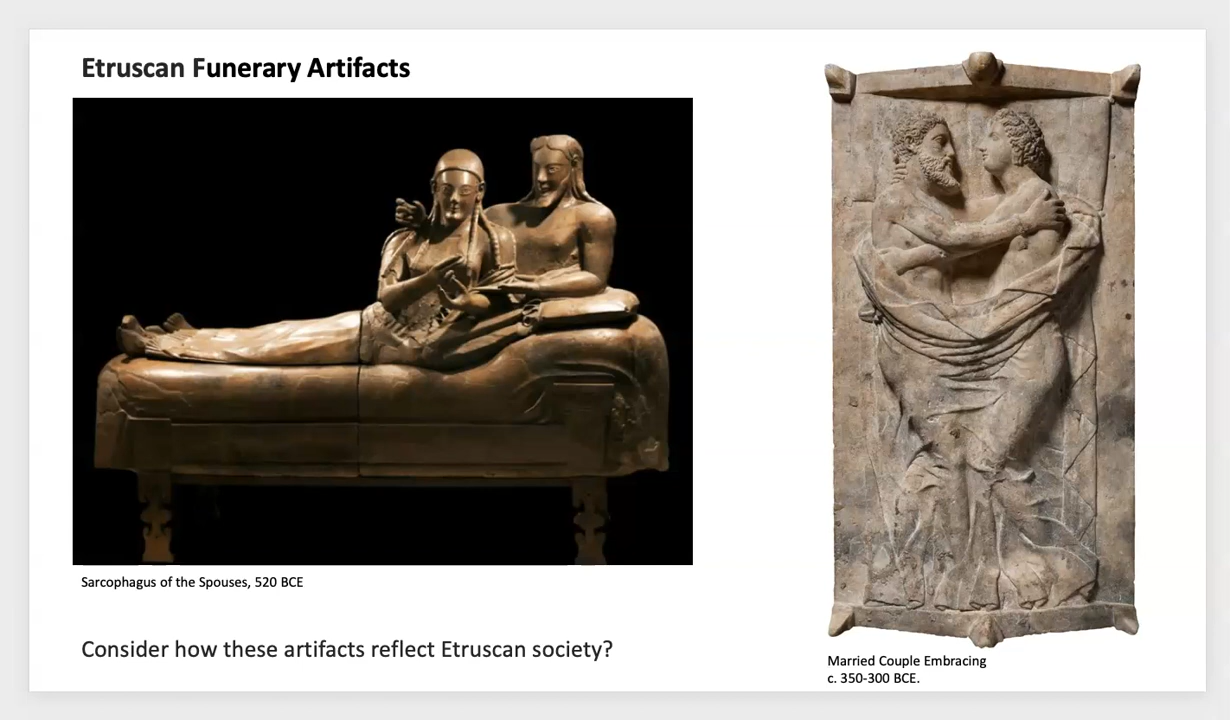 Etruscan Funerary Artifacts
Sarcophagus of the Spouses, 520 BCE
Consider how these artifacts reflect Etruscan society?
Married Couple Embracing
c. 350-300 BCE.